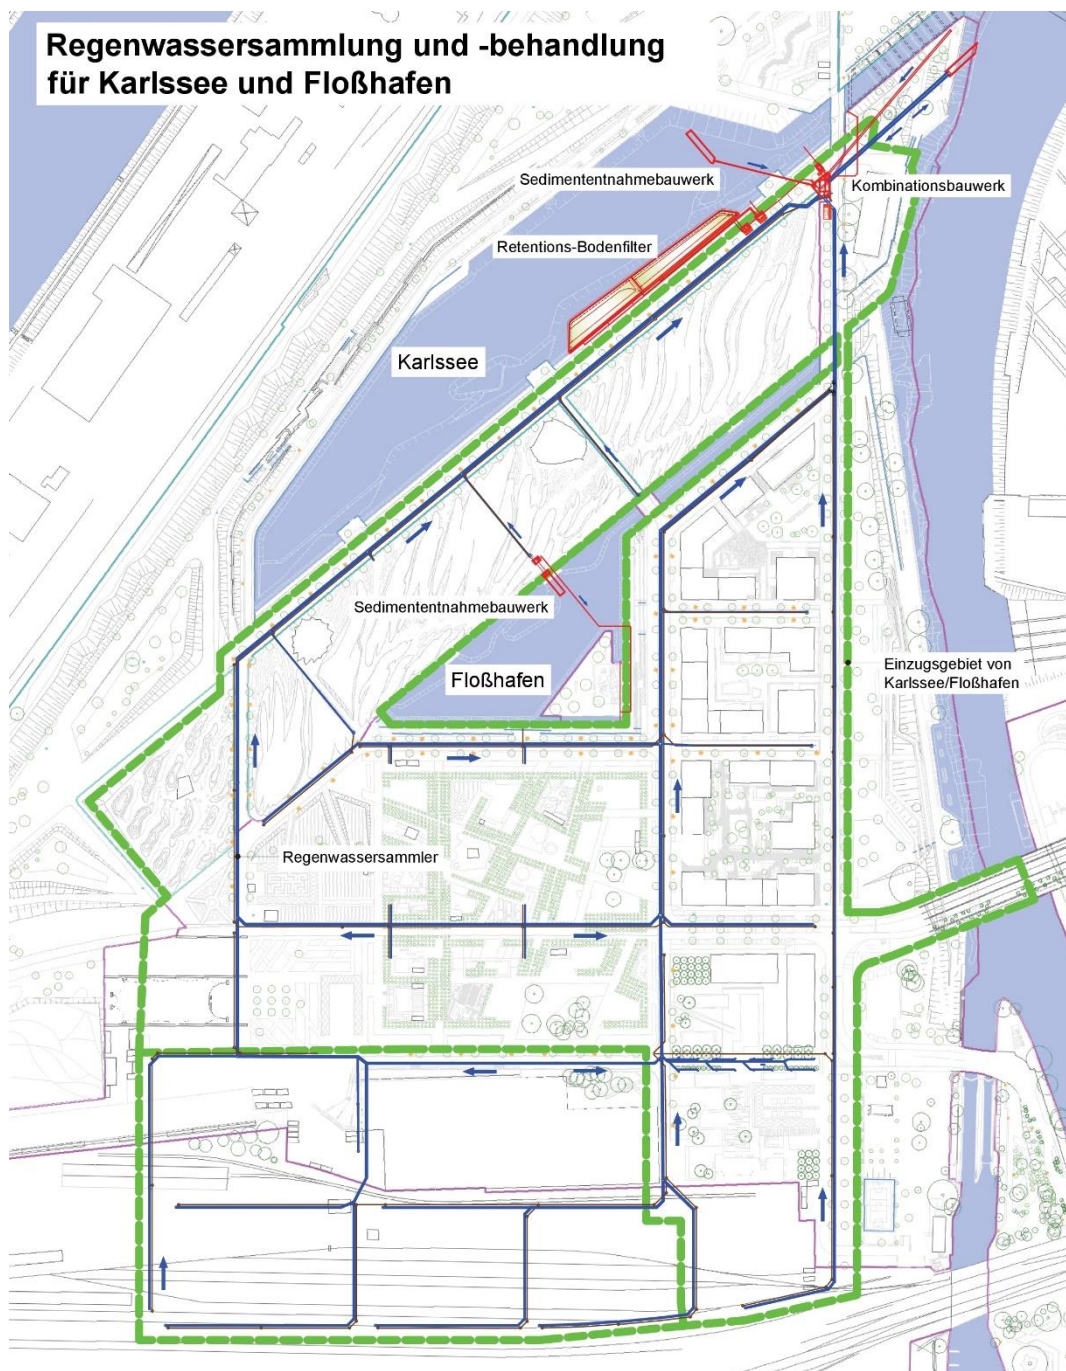 Regenwassersammlung und -behandlung
für Karlssee und Floßhafen
Sedimententnahmebauwerk
Kombinationsbauwerk
Retentions-Bodenfilter
Karlssee
Sedimententnahmebauwerk
Einzugsgebiet von
Karlssee/Floßhafen
Floßhafen
Regenwassersammler